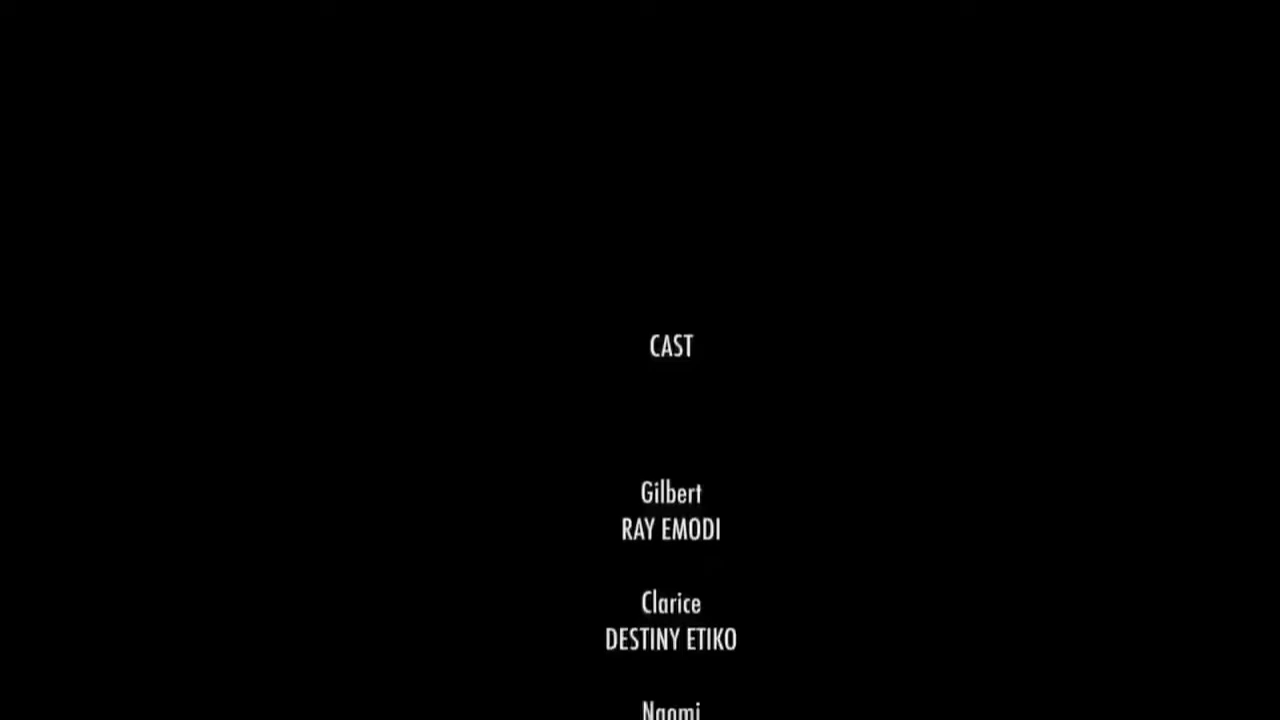 CAST
Gilbert
RAY EMODI
Clarice
DESTINY ETIKO
Naomi